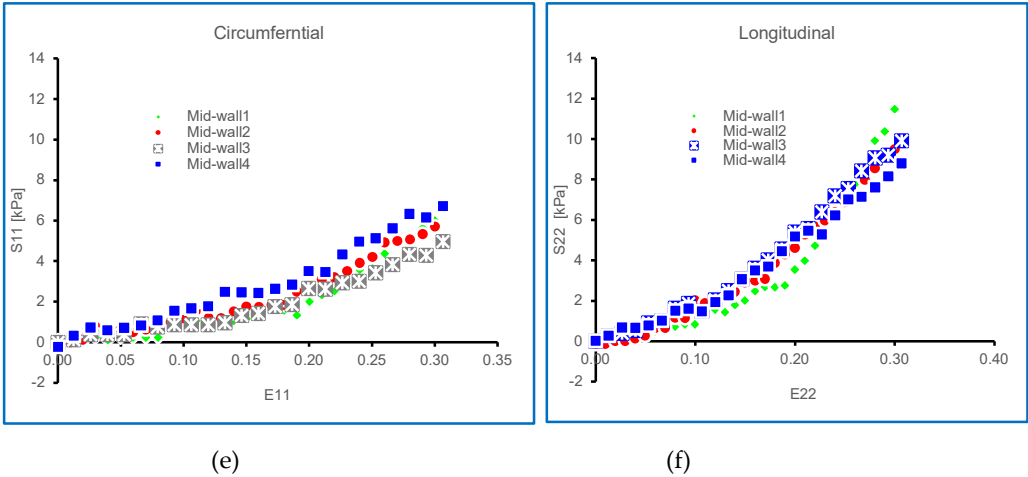 Circumferntial
14
12
10
8
6
4
2
0
-2
0.00 0.05 0.10 0.15 0.20 0.25 0.30 0.35
S11 [kPa]
E11
Mid-wall1
Mid-wall2
Mid-wall3
Mid-wall4
(e)
Longitudinal
14
12
10
8
6
4
2
0
-2
0.00 0.10 0.20 0.30 0.40
S22 [kPa]
E22
Mid-wall1
Mid-wall2
Mid-wall3
Mid-wall4
(f)